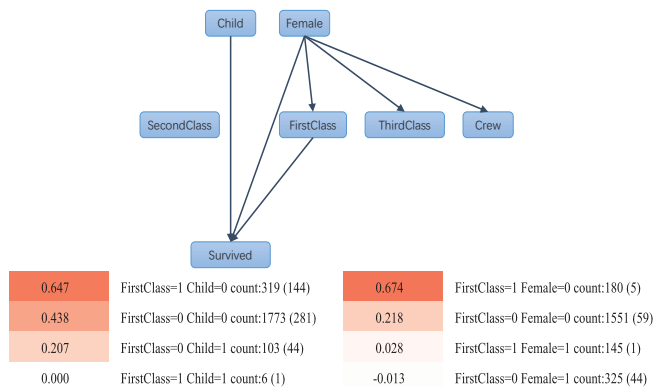 Child Female
SecondClass FirstClass ThirdClass Crew
Survived
0.647 FirstClass=1 Child=0 count:319 (144)
0.438 FirstClass=0 Child=0 count:1773 (281)
0.207 FirstClass=0 Child=1 count:103 (44)
0.000 FirstClass=1 Child=1 count:6 (1)
0.674 FirstClass=1 Female=0 count:180 (5)
0.218 FirstClass=0 Female=0 count:1551 (59)
0.028 FirstClass=1 Female=1 count:145 (1)
-0.013 FirstClass=0 Female=1 count:325 (44)